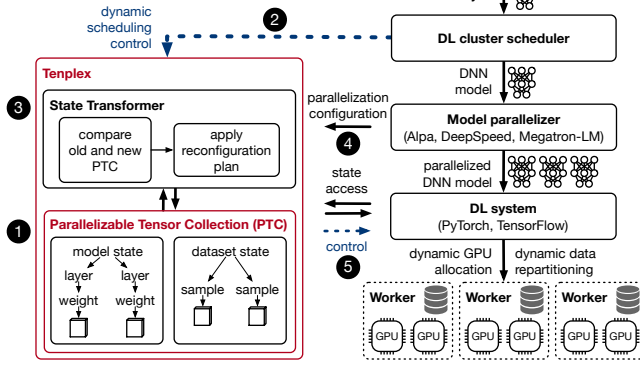 dynamic
scheduling
control
2
DL cluster scheduler
Tenplex
DNN
model
3
State Transformer
compare
old and new
PTC
apply
reconfiguration
plan
parallelization
configuration
4
Model parallelizer
(Alpa, DeepSpeed, Megatron-LM)
parallelized
DNN model
state
access
DL system
(PyTorch, TensorFlow)
1
Parallelizable Tensor Collection (PTC)
model state
layer
layer
weight
weight
dataset state
sample
sample
control
5
dynamic GPU
allocation
dynamic data
repartitioning
Worker
GPU
GPU
Worker
GPU
GPU
Worker
GPU
GPU